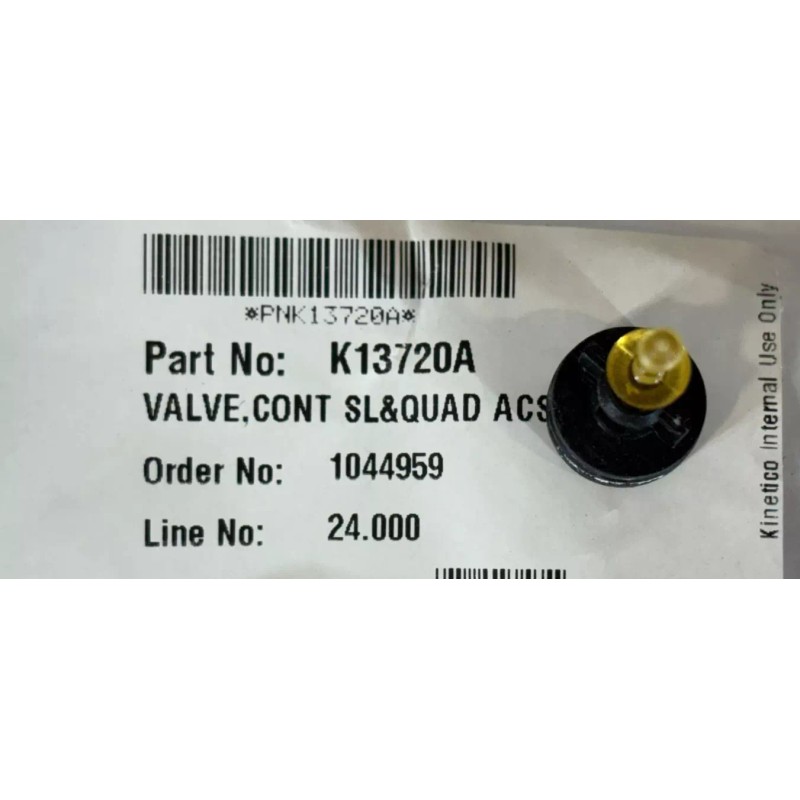 *PNK13720A*
Part No: K13720A
VALVE,CONT SL&QUAD ACS
Order No: 1044959
Line No: 24.000
Kinetico Internal Use Only